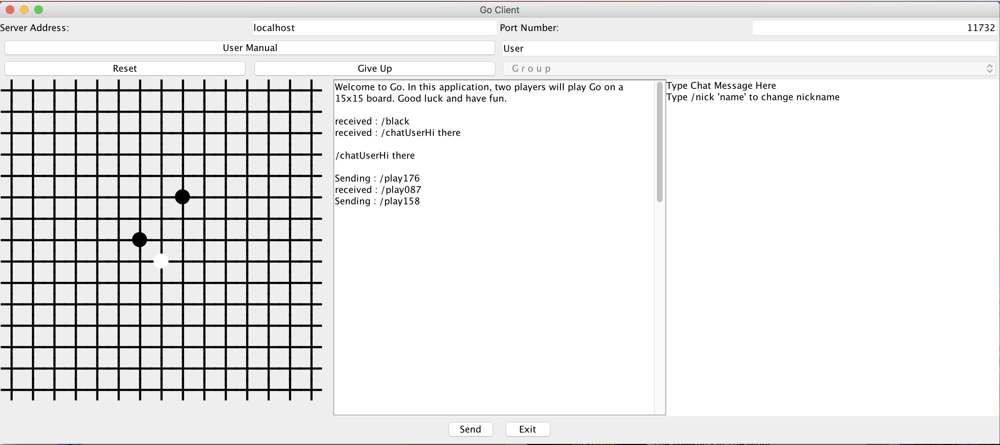 Go Client
Server Address:
localhost
Port Number:
11732
User Manual
User
Reset
Give Up
Group
Welcome to Go. In this application, two players will play Go on a
15x15 board. Good luck and have fun.
received : /black
received : /chatUserHi there
/chatUserHi there
Sending : /play176
received : /play087
Sending : /play158
Type Chat Message Here
Type /nick 'name' to change nickname
Send
Exit